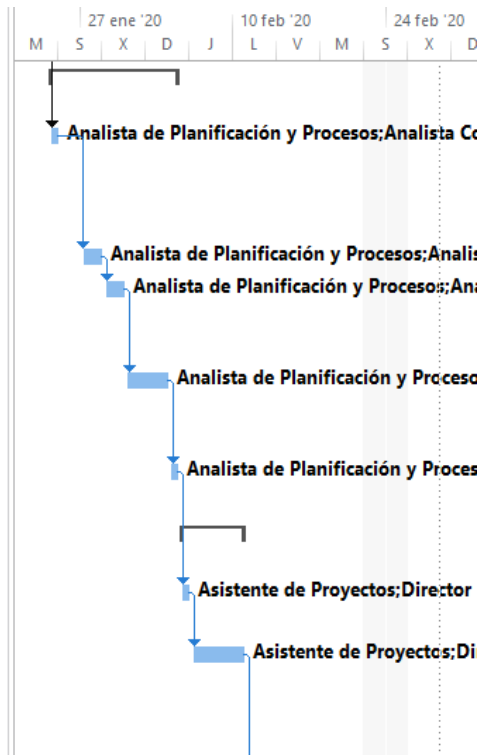 27 ene '20 10 feb '20 24 feb '20
M S X D J L V M S X D
Analista de Planificación y Procesos;Analista Co
Analista de Planificación y Procesos;Analis
Analista de Planificación y Procesos;Ana
Analista de Planificación y Proceso
Analista de Planificación y Proces
Asistente de Proyectos;Director
Asistente de Proyectos;Di